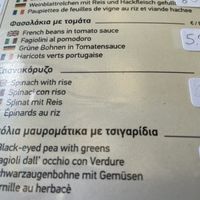 Weinblattrollchen mit Reis und Hackfleisch gefüllt
Paupiettes de feuilles de vigne au riz et viande hachée
Φασολάκια με τομάτα
French beans in tomato sauce
Fagiolini al pomodoro
Grüne Bohnen in Tomatensauce
Haricots verts portugaise
Σπανακόρυζο
Spinach with rise
Spinaci con riso
Spinat mit Reis
Epinards au riz
όλια μαυρομάτικα με τσιγαρίδια
Black-eyed pea with greens
agioli dall' occhio con Verdure
chwarzaugenbohne mit Gemüsen
rnille au herbacè